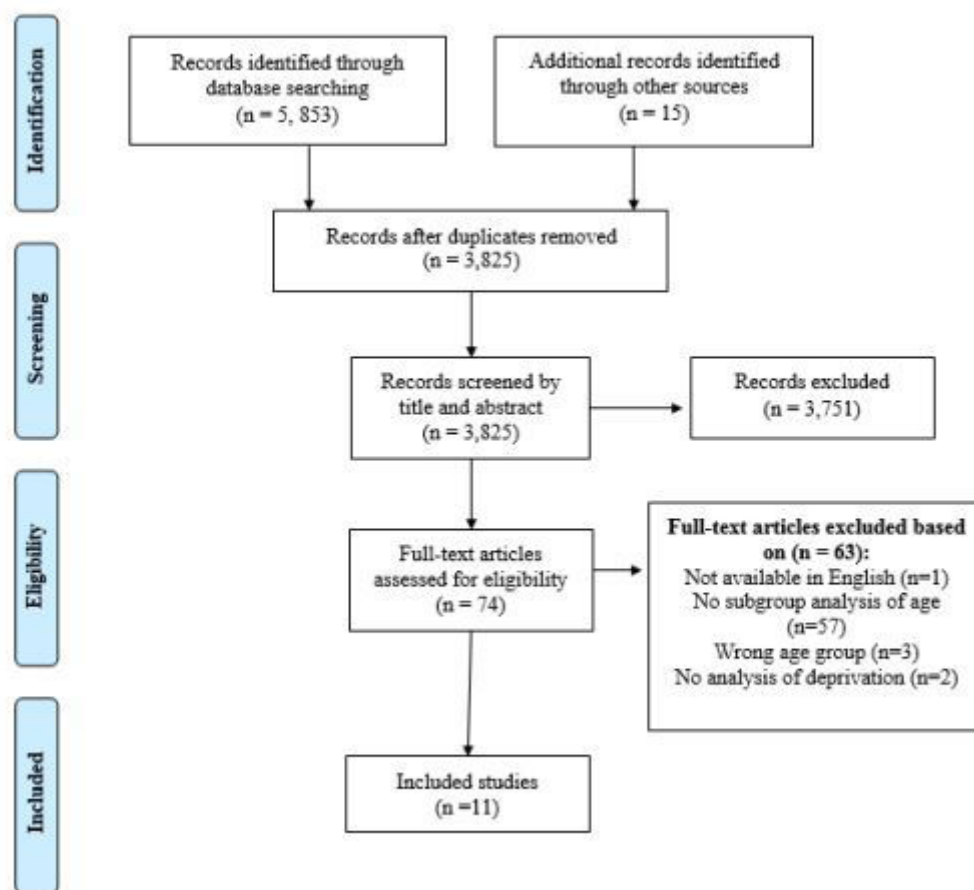 Identification
Records identified through
database searching
(n = 5, 853)
Additional records identified
through other sources
(n = 15)
Records after duplicates removed
(n = 3,825)
Screening
Records screened by
title and abstract
(n = 3,825)
Records excluded
(n = 3,751)
Eligibility
Full-text articles
assessed for eligibility
(n = 74)
Full-text articles excluded based
on (n = 63):
Not available in English (n=1)
No subgroup analysis of age
(n=57)
Wrong age group (n=3)
No analysis of deprivation (n=2)
Included
Included studies
(n =11)